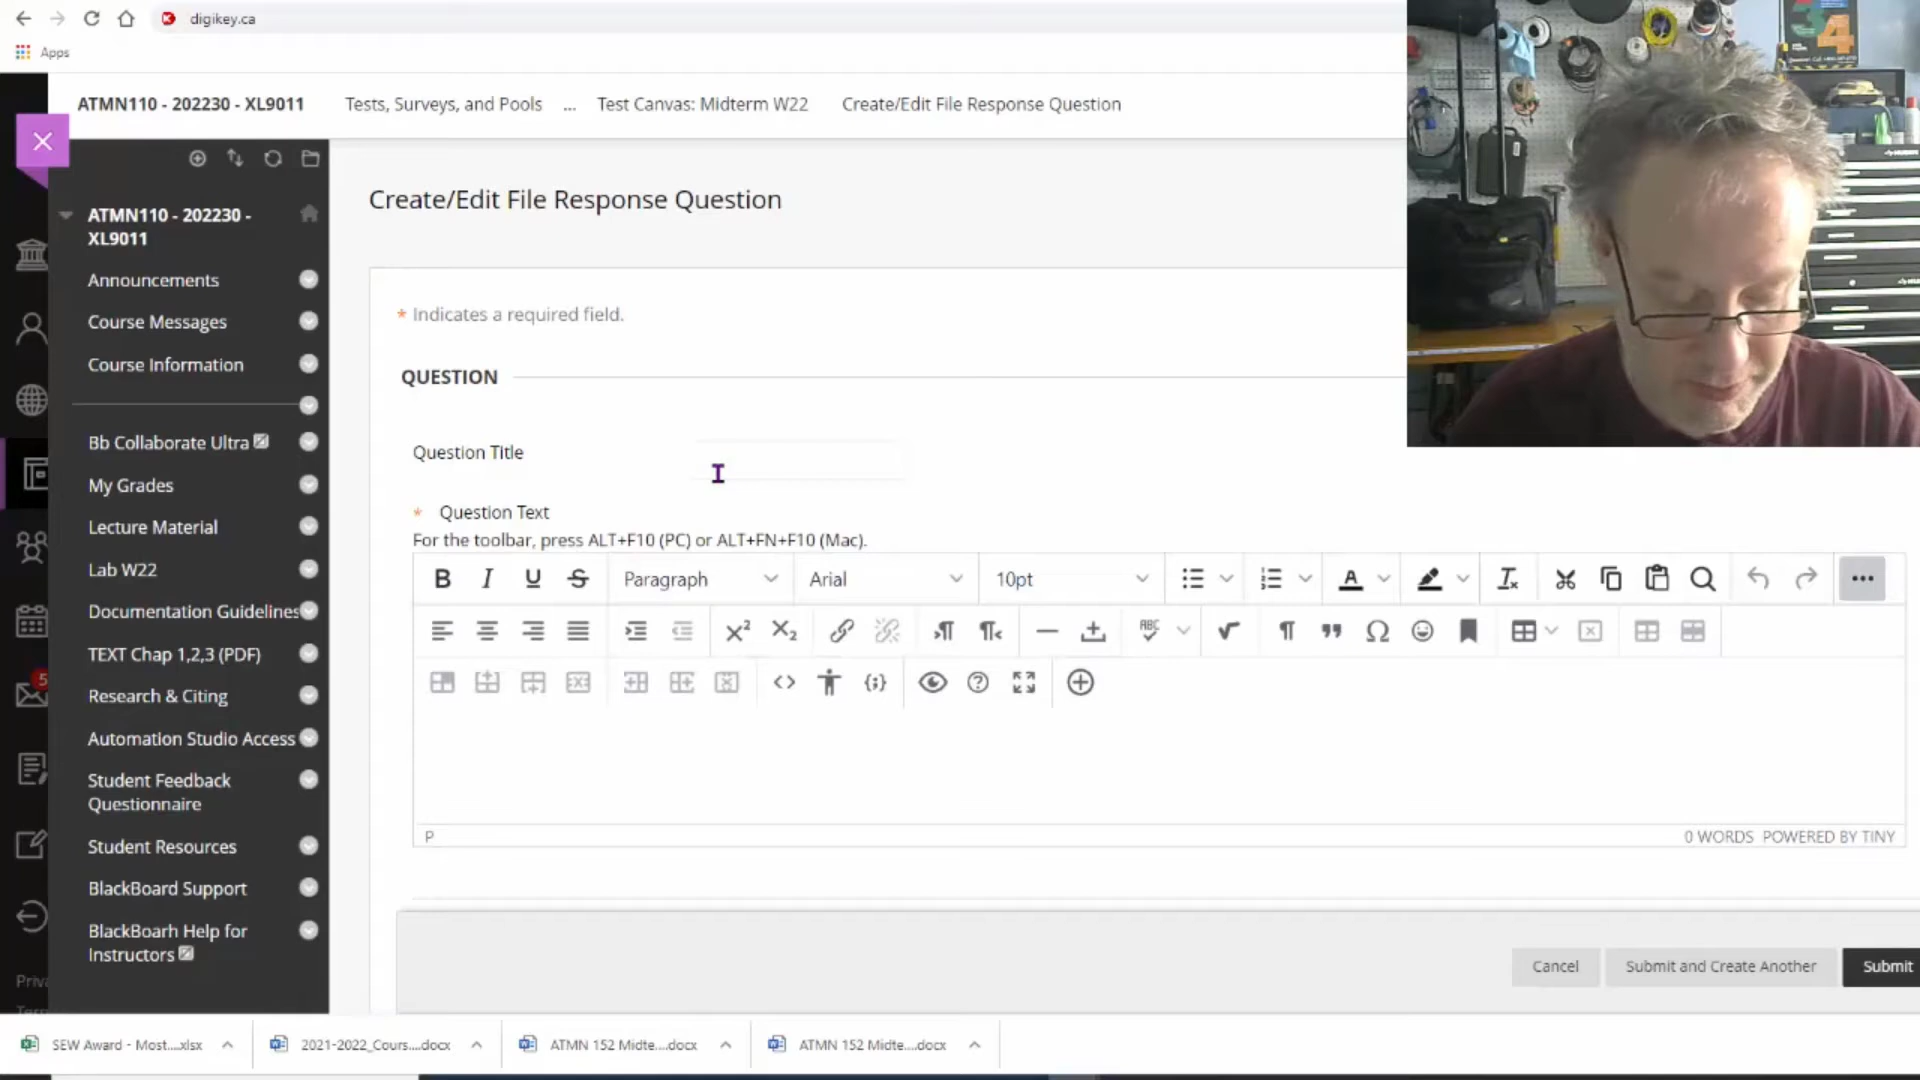 digikey.ca
Apps
ATMN110 - 202230 - XL9011 Tests, Surveys, and Pools ... Test Canvas: Midterm W22 Create/Edit File Response Question
ATMN110 - 202230 -
XL9011
Announcements
Course Messages
Course Information
Bb Collaborate Ultra
My Grades
Lecture Material
Lab W22
Documentation Guidelines
TEXT Chap 1,2,3 (PDF)
Research & Citing
Automation Studio Access
Student Feedback
Questionnaire
Student Resources
BlackBoard Support
BlackBoarh Help for
Instructors
5
Create/Edit File Response Question
* Indicates a required field.
QUESTION
Question Title
* Question Text
For the toolbar, press ALT+F10 (PC) or ALT+FN+F10 (Mac).
B I U S Paragraph Arial 10pt
P 0 WORDS POWERED BY TINY
Cancel Submit and Create Another Submit
SEW Award - Most....xlsx 2021-2022_Cours....docx ATMN 152 Midte....docx ATMN 152 Midte....docx
34